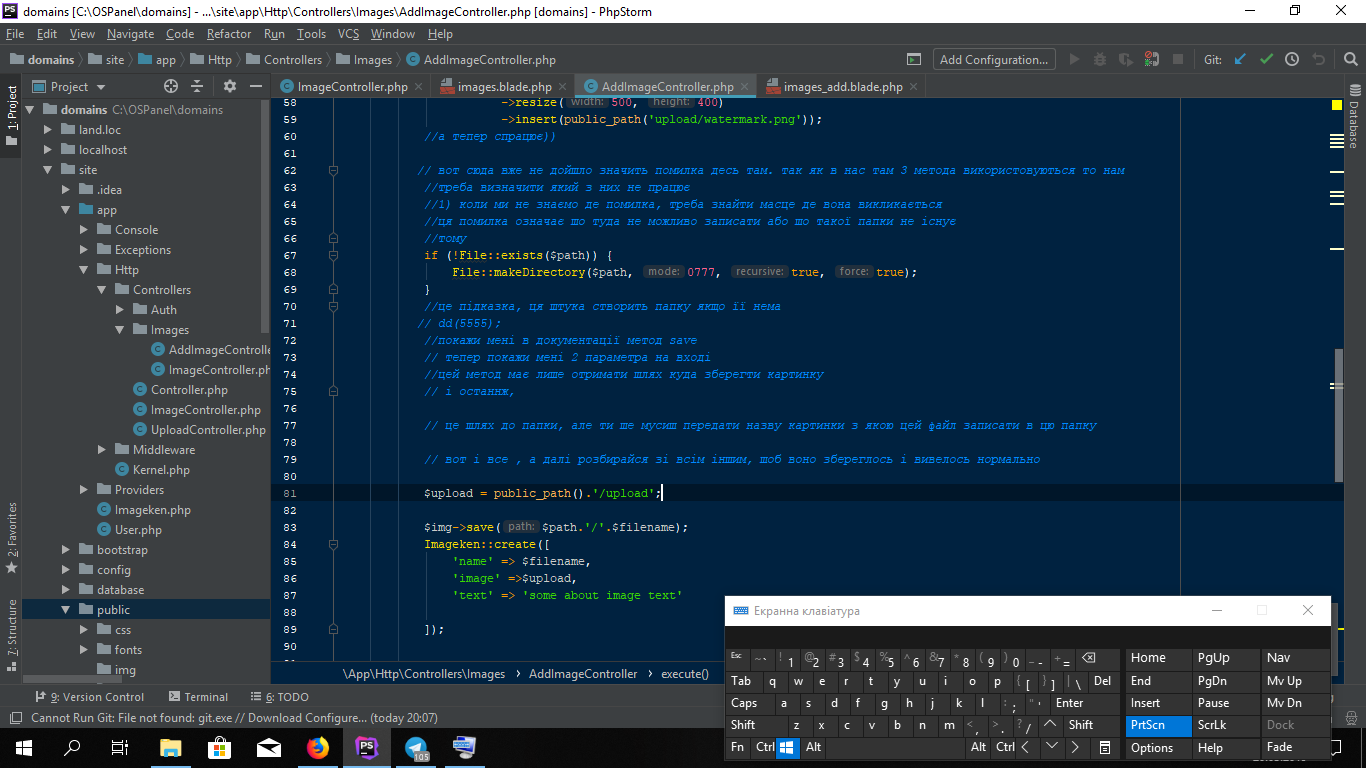 domains [C:\OSPanel\domains] - ...\site\app\Http\Controllers\Images\AddImageController.php [domains] - PhpStorm
File Edit View Navigate Code Refactor Run Tools VCS Window Help
domains site app Http Controllers Images AddImageController.php Add Configuration... Git:
Project ImageController.php images.blade.php AddImageController.php images_add.blade.php
1: Project
Database
2: Favorites
7: Structure
domains C:\OSPanel\domains
land.loc
localhost
site
.idea
app
Console
Exceptions
Http
Controllers
Auth
Images
AddImageControlle
ImageController.ph
Controller.php
ImageController.php
UploadController.php
Middleware
Kernel.php
Providers
Imageken.php
User.php
bootstrap
config
database
public
css
fonts
img
58 ->resize( width: 500, height: 400)
59 ->insert(public_path('upload/watermark.png'));
60 //а тепер спрацює))
61
62 // вот сюда вже не дойшло значить помилка десь там. так як в нас там 3 метода використовуються то нам
63 //треба визначити який з них не працює
64 //1) коли ми не знаємо де помилка, треба знайти масце де вона викликається
65 //ця помилка означає шо туда не можливо записати або шо такої папки не існує
66 //тому
67 if (!File::exists($path)) {
68 File::makeDirectory($path, mode: 0777, recursive: true, force: true);
69 }
70 //це підказка, ця штука створить папку якщо її нема
71 // dd(5555);
72 //покажи мені в документації метод save
73 // тепер покажи мені 2 параметра на вході
74 //цей метод має лише отримати шлях куда зберегти картинку
75 // і останнж,
76
77 // це шлях до папки, але ти ше мусиш передати назву картинки з якою цей файл записати в цю папку
78
79 // вот і все , а далі розбирайся зі всім іншим, щоб воно збереглось і вивелось нормально
80
81 $upload = public_path().'/upload';
82
83 $img->save( path: $path.'/'.$filename);
84 Imageken::create([
85 'name' => $filename,
86 'image' =>$upload,
87 'text' => 'some about image text'
88
89 ]);
90
\App\Http\Controllers\Images AddImageController execute()
9: Version Control Terminal 6: TODO
Cannot Run Git: File not found: git.exe // Download Configure... (today 20:07)
Екранна клавіатура
Esc ~ ` ! 1 @ 2 # 3 $ 4 % 5 ^ 6 & 7 * 8 ( 9 ) 0 _ - + = Home PgUp Nav
Tab q w e r t y u i o p { [ } ] | \ Del End PgDn Mv Up
Caps a s d f g h j k l : ; " ' Enter Insert Pause Mv Dn
Shift z x c v b n m < , > . ? / Shift PrtScn ScrLk Dock
Fn Ctrl Alt Alt Ctrl Options Help Fade
PS
105